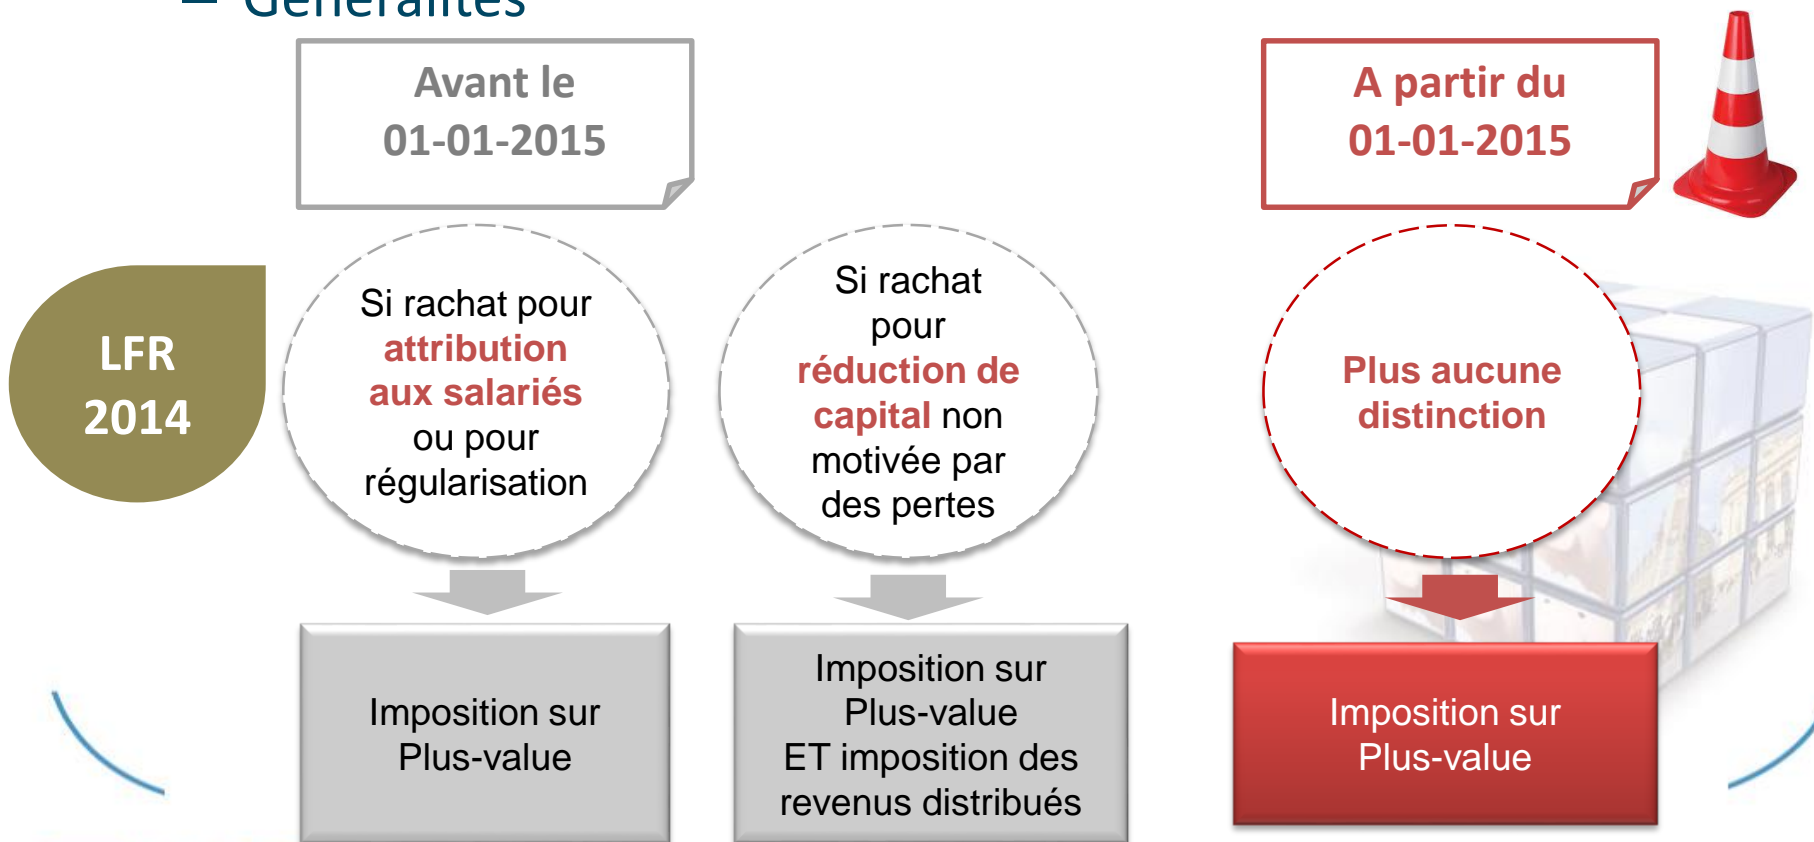 – Généralités
Avant le
01-01-2015
A partir du
01-01-2015
LFR
2014
Si rachat pour
attribution
aux salariés
ou pour
régularisation
Si rachat
pour
réduction de
capital non
motivée par
des pertes
Plus aucune
distinction
Imposition sur
Plus-value
Imposition sur
Plus-value
ET imposition des
revenus distribués
Imposition sur
Plus-value